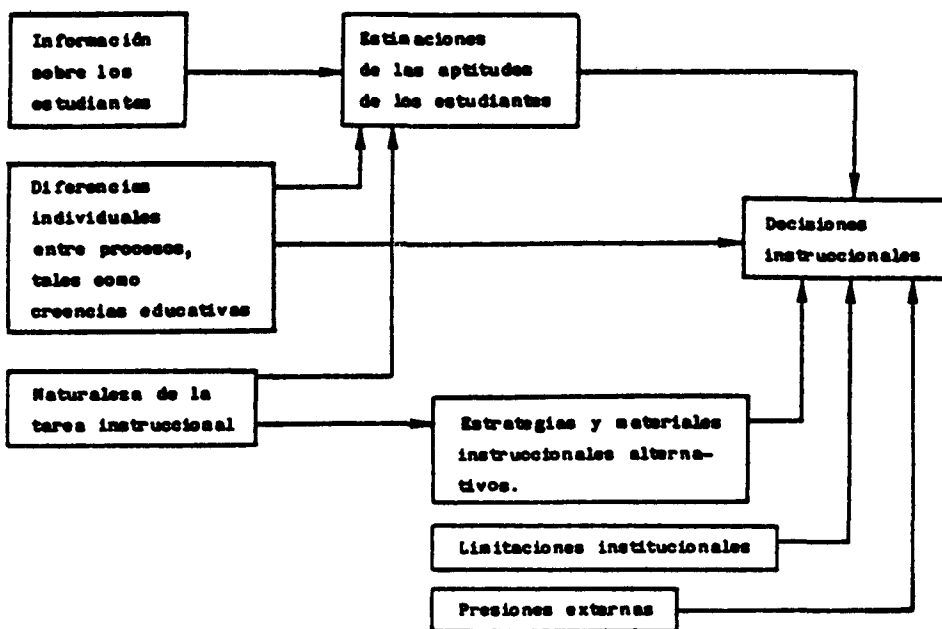 Información
sobre los
estudiantes
Estimaciones
de las aptitudes
de los estudiantes
Diferencias
individuales
entre procesos,
tales como
creencias educativas
Decisiones
instruccionales
Naturaleza de la
tarea instruccional
Estrategias y materiales
instruccionales alterna-
tivos.
Limitaciones institucionales
Presiones externas